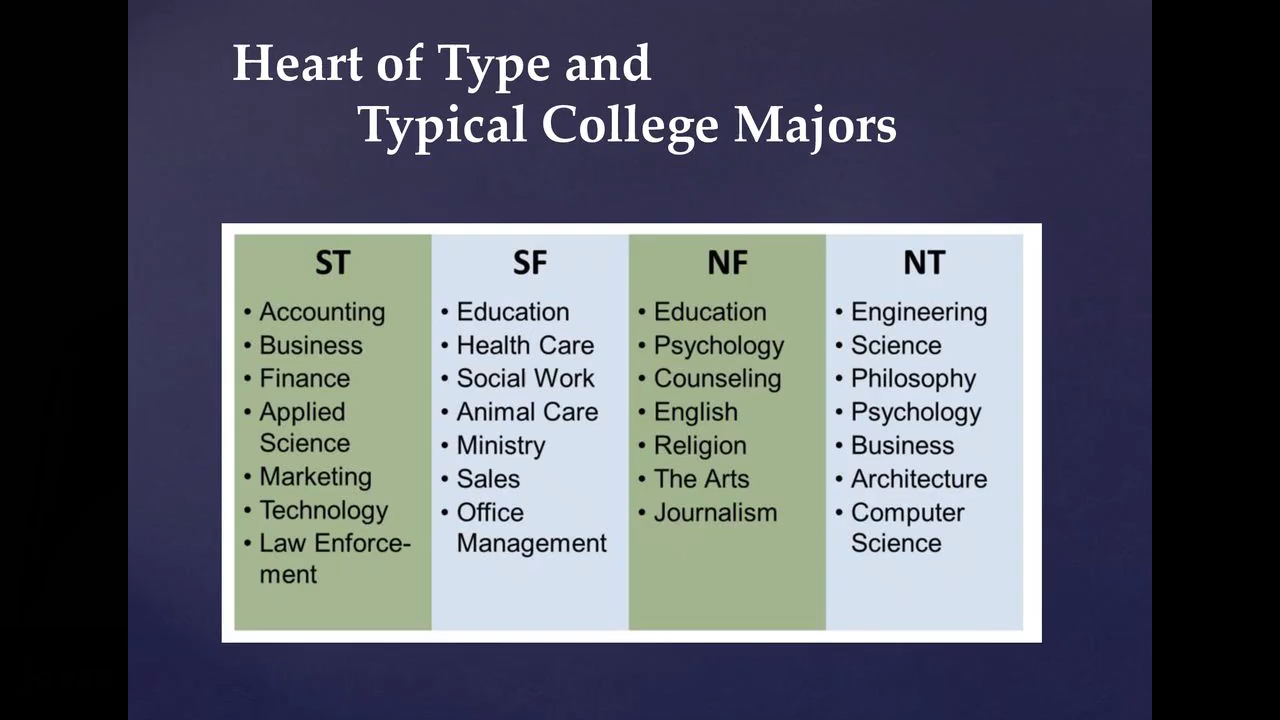 Heart of Type and
Typical College Majors
ST
• Accounting
• Business
• Finance
• Applied
Science
• Marketing
• Technology
• Law Enforce-
ment
SF
• Education
• Health Care
• Social Work
• Animal Care
• Ministry
• Sales
• Office
Management
NF
• Education
• Psychology
• Counseling
• English
• Religion
• The Arts
• Journalism
NT
• Engineering
• Science
• Philosophy
• Psychology
• Business
• Architecture
• Computer
Science